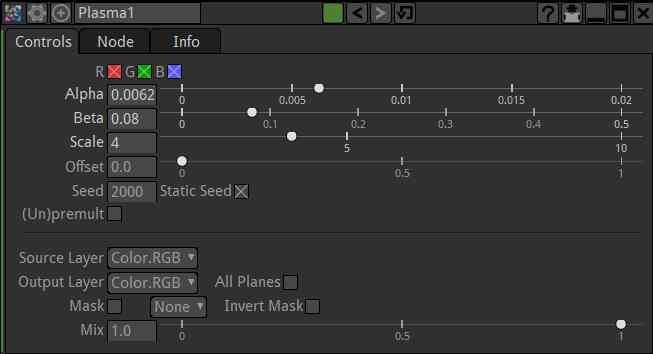 Plasma1
Controls Node Info
R G B
Alpha 0.0062 0 0.005 0.01 0.015 0.02
Beta 0.08 0 0.1 0.2 0.3 0.4 0.5
Scale 4 5 10
Offset 0.0 0 0.5 1
Seed 2000 Static Seed
(Un)premult
Source Layer Color.RGB
Output Layer Color.RGB All Planes
Mask None Invert Mask
Mix 1.0 0 0.5 1